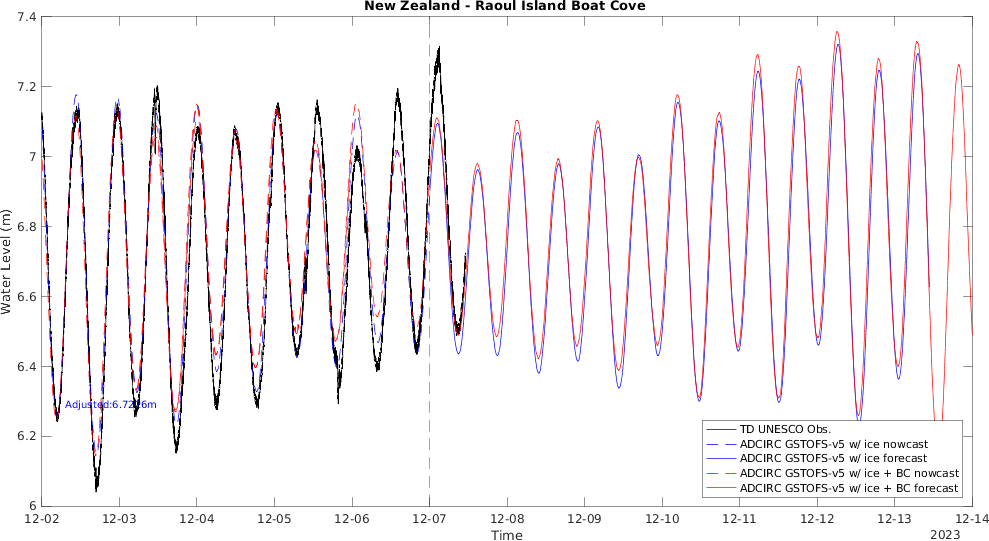 New Zealand - Raoul Island Boat Cove
7.4
7.2
7
6.8
6.6
6.4
6.2
6
Water Level (m)
Adjusted:6.7226m
TD UNESCO Obs.
ADCIRC GSTOFS-v5 w/ ice nowcast
ADCIRC GSTOFS-v5 w/ ice forecast
ADCIRC GSTOFS-v5 w/ ice + BC nowcast
ADCIRC GSTOFS-v5 w/ ice + BC forecast
12-02 12-03 12-04 12-05 12-06 12-07 12-08 12-09 12-10 12-11 12-12 12-13 12-14
Time
2023